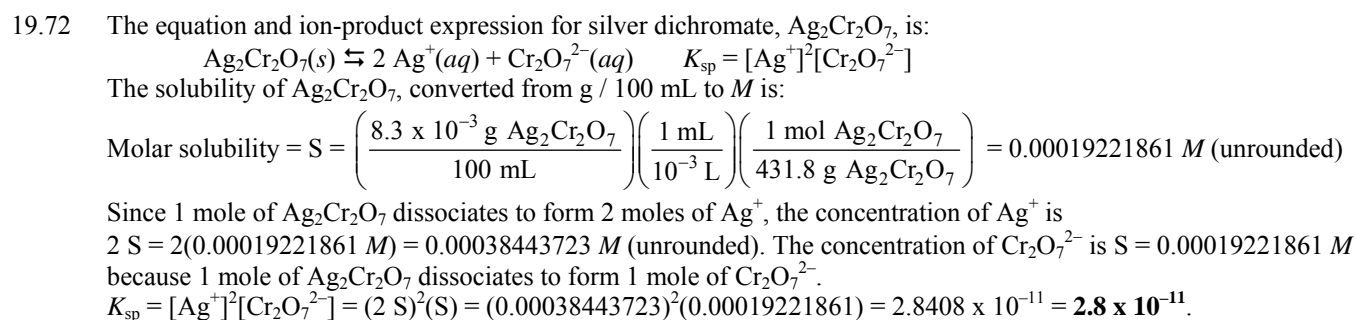 19.72 The equation and ion-product expression for silver dichromate, Ag₂Cr₂O₇, is:
Ag₂Cr₂O₇(s) ⇆ 2 Ag⁺(aq) + Cr₂O₇²⁻(aq) Kₛₚ = [Ag⁺]²[Cr₂O₇²⁻]
The solubility of Ag₂Cr₂O₇, converted from g / 100 mL to M is:
Molar solubility = S = (8.3 x 10⁻³ g Ag₂Cr₂O₇ / 100 mL)(1 mL / 10⁻³ L)(1 mol Ag₂Cr₂O₇ / 431.8 g Ag₂Cr₂O₇) = 0.00019221861 M (unrounded)
Since 1 mole of Ag₂Cr₂O₇ dissociates to form 2 moles of Ag⁺, the concentration of Ag⁺ is
2 S = 2(0.00019221861 M) = 0.00038443723 M (unrounded). The concentration of Cr₂O₇²⁻ is S = 0.00019221861 M
because 1 mole of Ag₂Cr₂O₇ dissociates to form 1 mole of Cr₂O₇²⁻.
Kₛₚ = [Ag⁺]²[Cr₂O₇²⁻] = (2 S)²(S) = (0.00038443723)²(0.00019221861) = 2.8408 x 10⁻¹¹ = 2.8 x 10⁻¹¹.